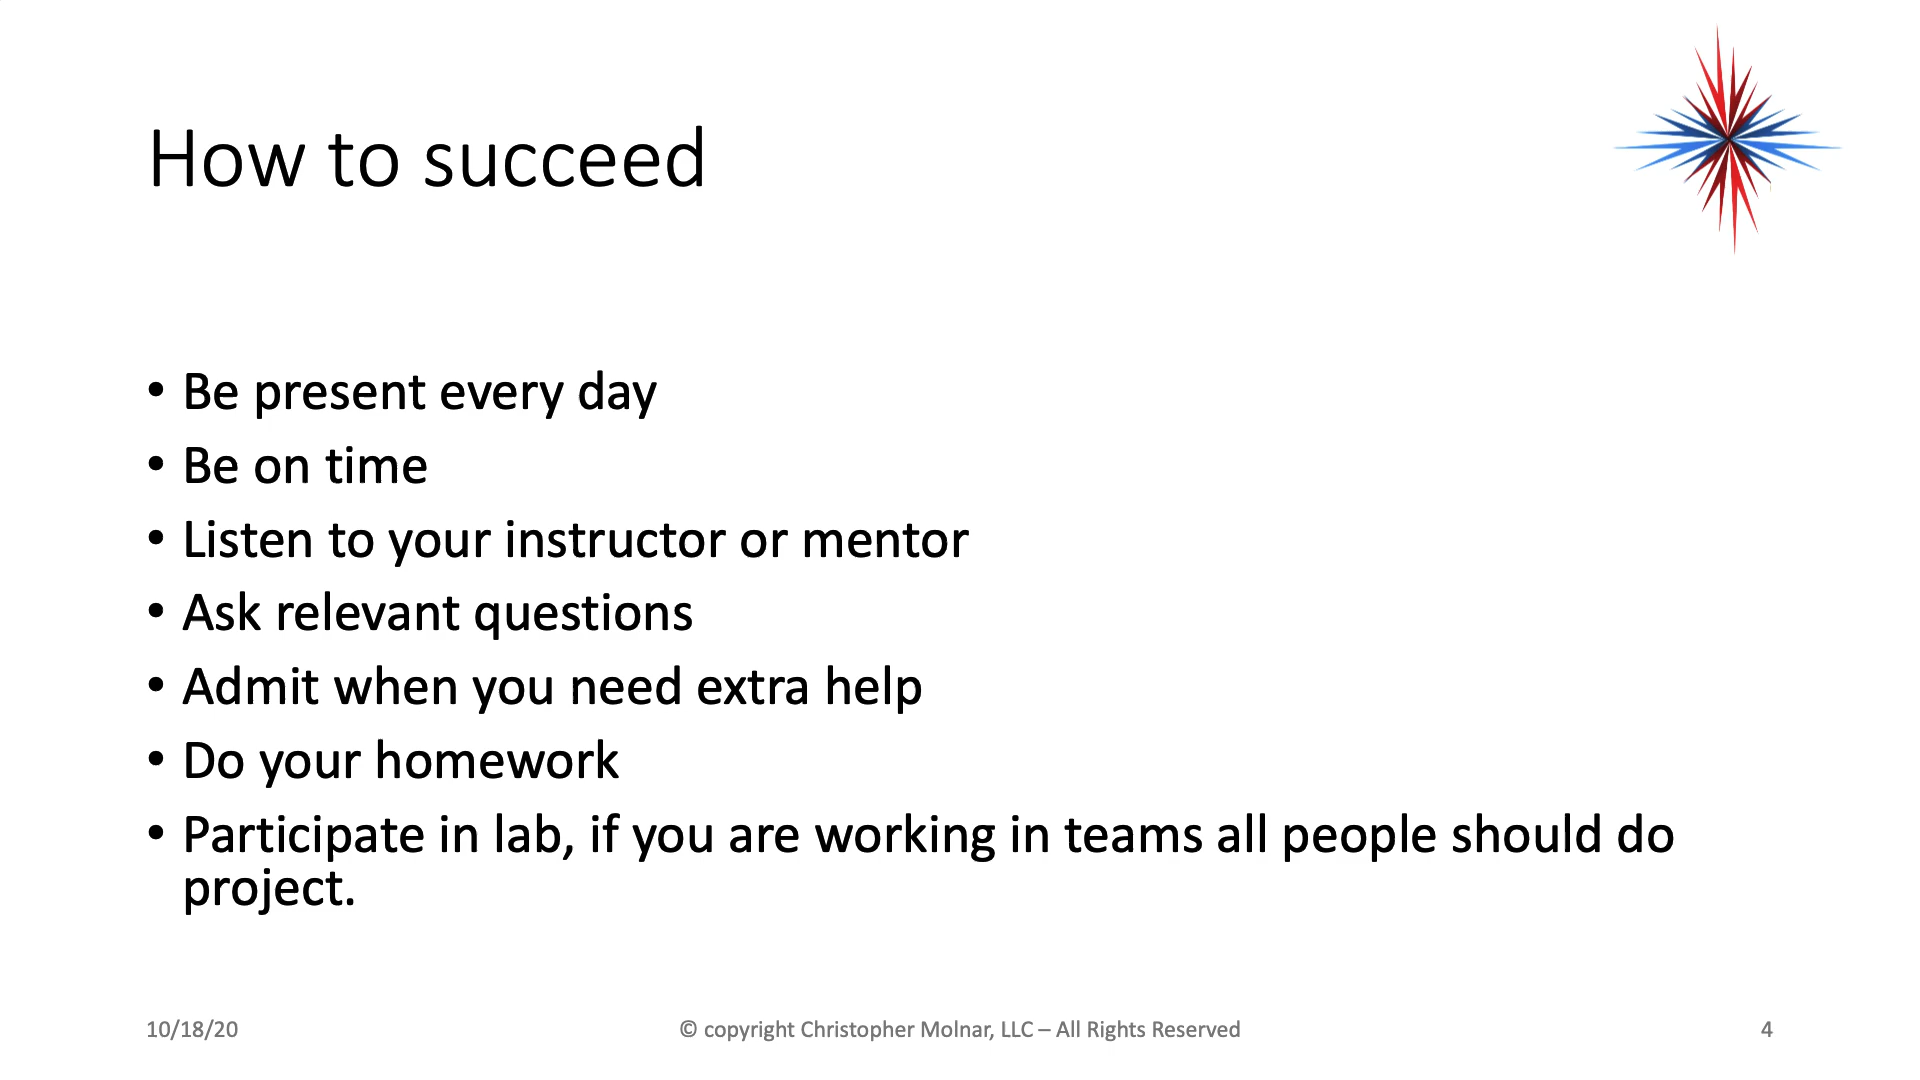 How to succeed
• Be present every day
• Be on time
• Listen to your instructor or mentor
• Ask relevant questions
• Admit when you need extra help
• Do your homework
• Participate in lab, if you are working in teams all people should do
project.
10/18/20
© copyright Christopher Molnar, LLC – All Rights Reserved
4